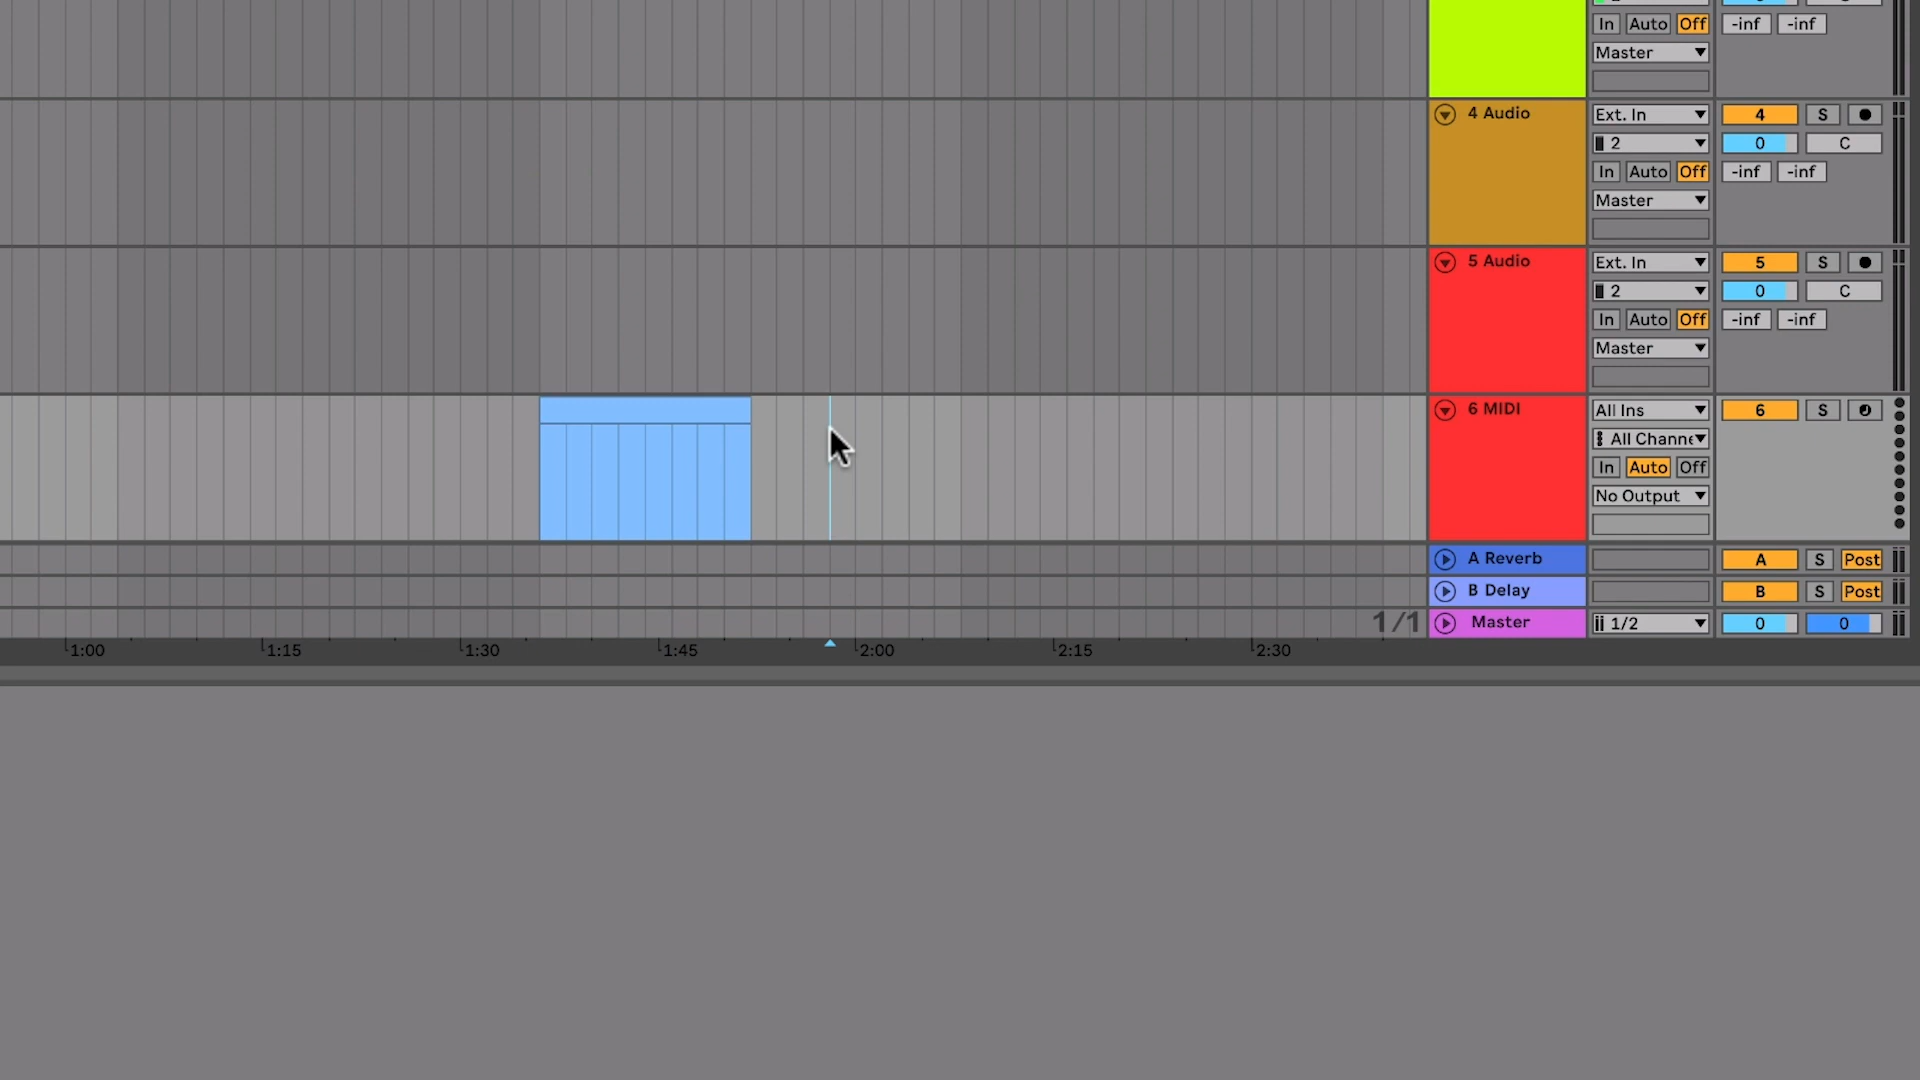 In Auto Off -inf -inf
Master
4 Audio Ext. In 4 S
2 0 C
In Auto Off -inf -inf
Master
5 Audio Ext. In 5 S
2 0 C
In Auto Off -inf -inf
Master
6 MIDI All Ins 6 S
All Channe
In Auto Off
No Output
A Reverb A S Post
B Delay B S Post
1/1 Master 1/2 0 0
1:00 1:15 1:30 1:45 2:00 2:15 2:30